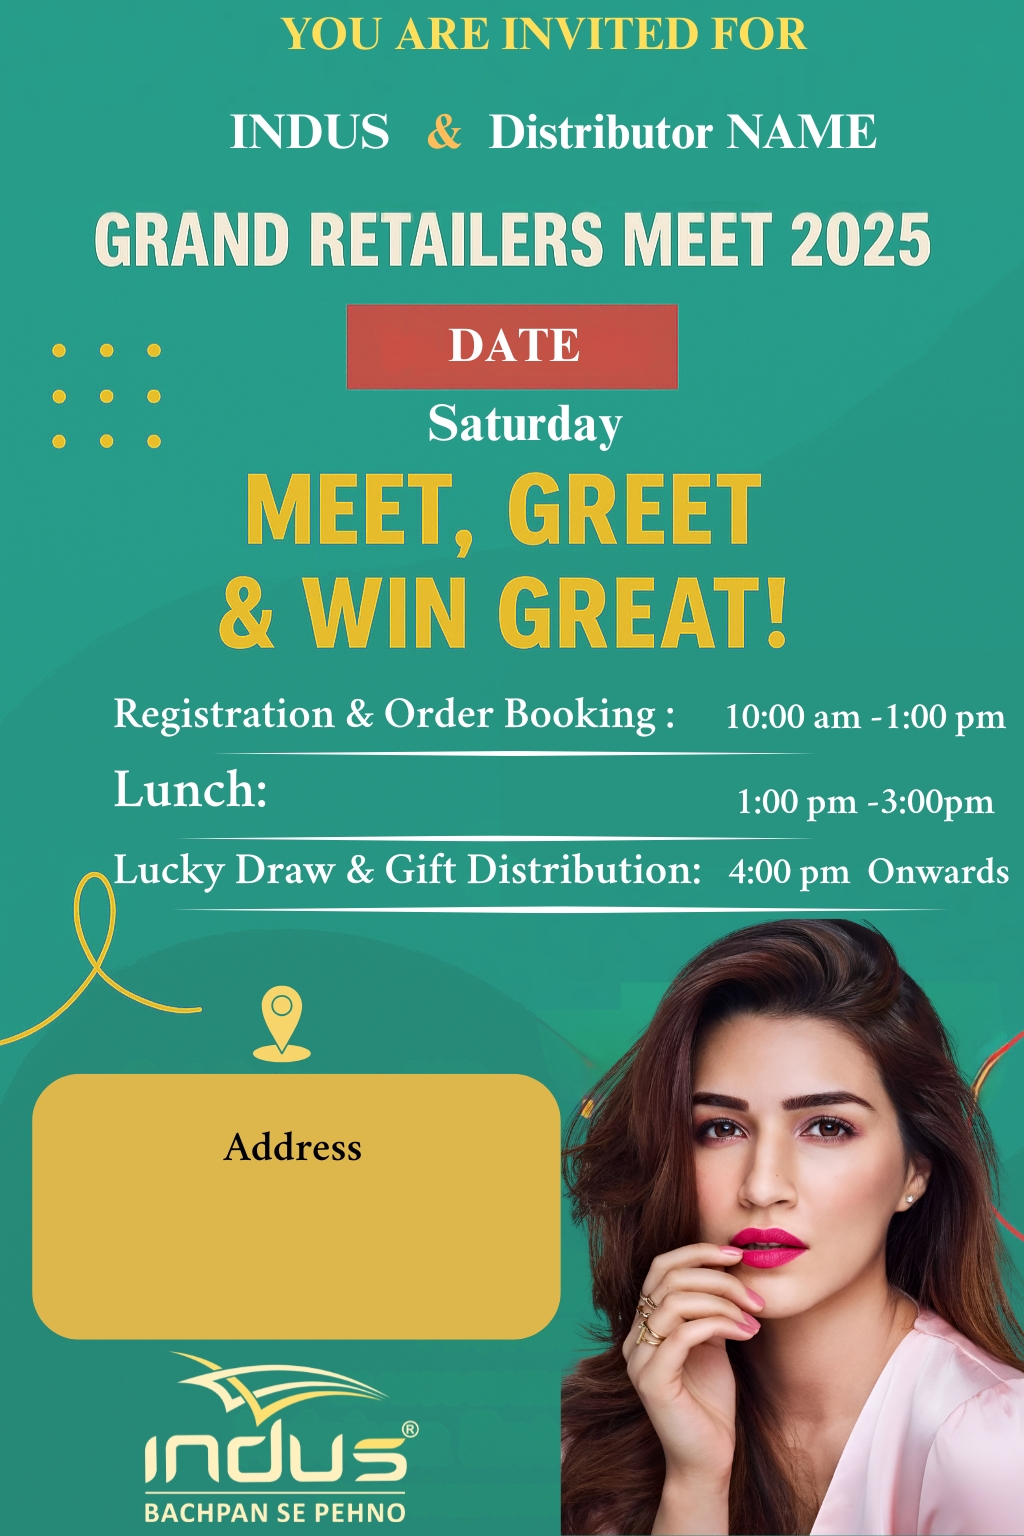 YOU ARE INVITED FOR
INDUS & Distributor NAME
GRAND RETAILERS MEET 2025
DATE
Saturday
MEET, GREET
& WIN GREAT!
Registration & Order Booking : 10:00 am -1:00 pm
Lunch: 1:00 pm -3:00pm
Lucky Draw & Gift Distribution: 4:00 pm Onwards
Address
indus®
BACHPAN SE PEHNO